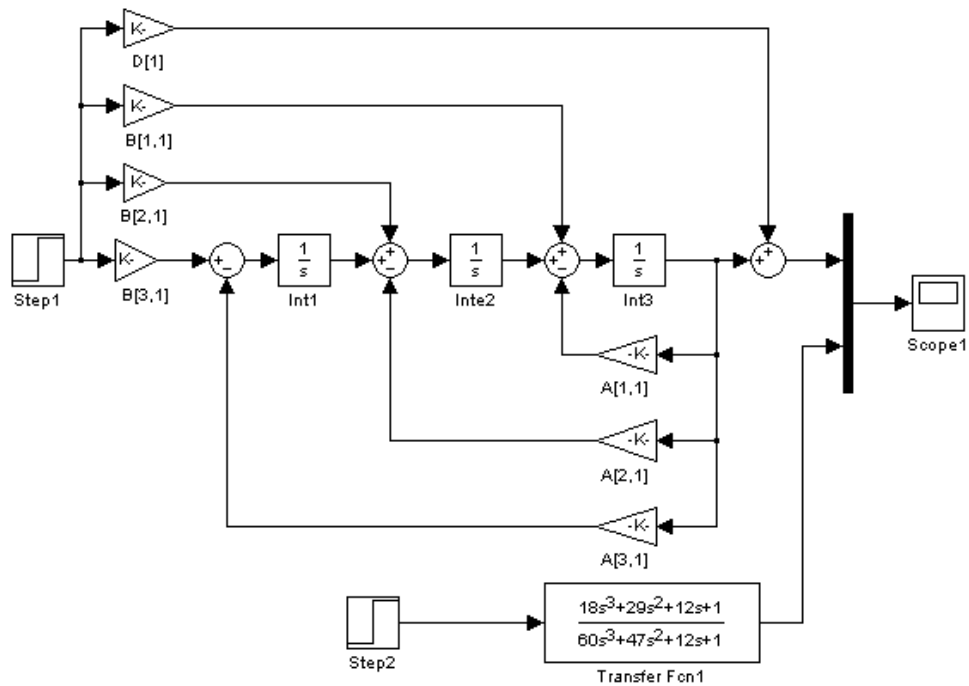 K-
D[1]
K-
B[1,1]
K-
B[2,1]
Step1
K-
B[3,1]
+
−
1
s
Int1
+
+
−
1
s
Inte2
+
+
−
1
s
Int3
+
+
Scope1
-K-
A[1,1]
-K-
A[2,1]
-K-
A[3,1]
Step2
18s³+29s²+12s+1
60s³+47s²+12s+1
Transfer Fcn1